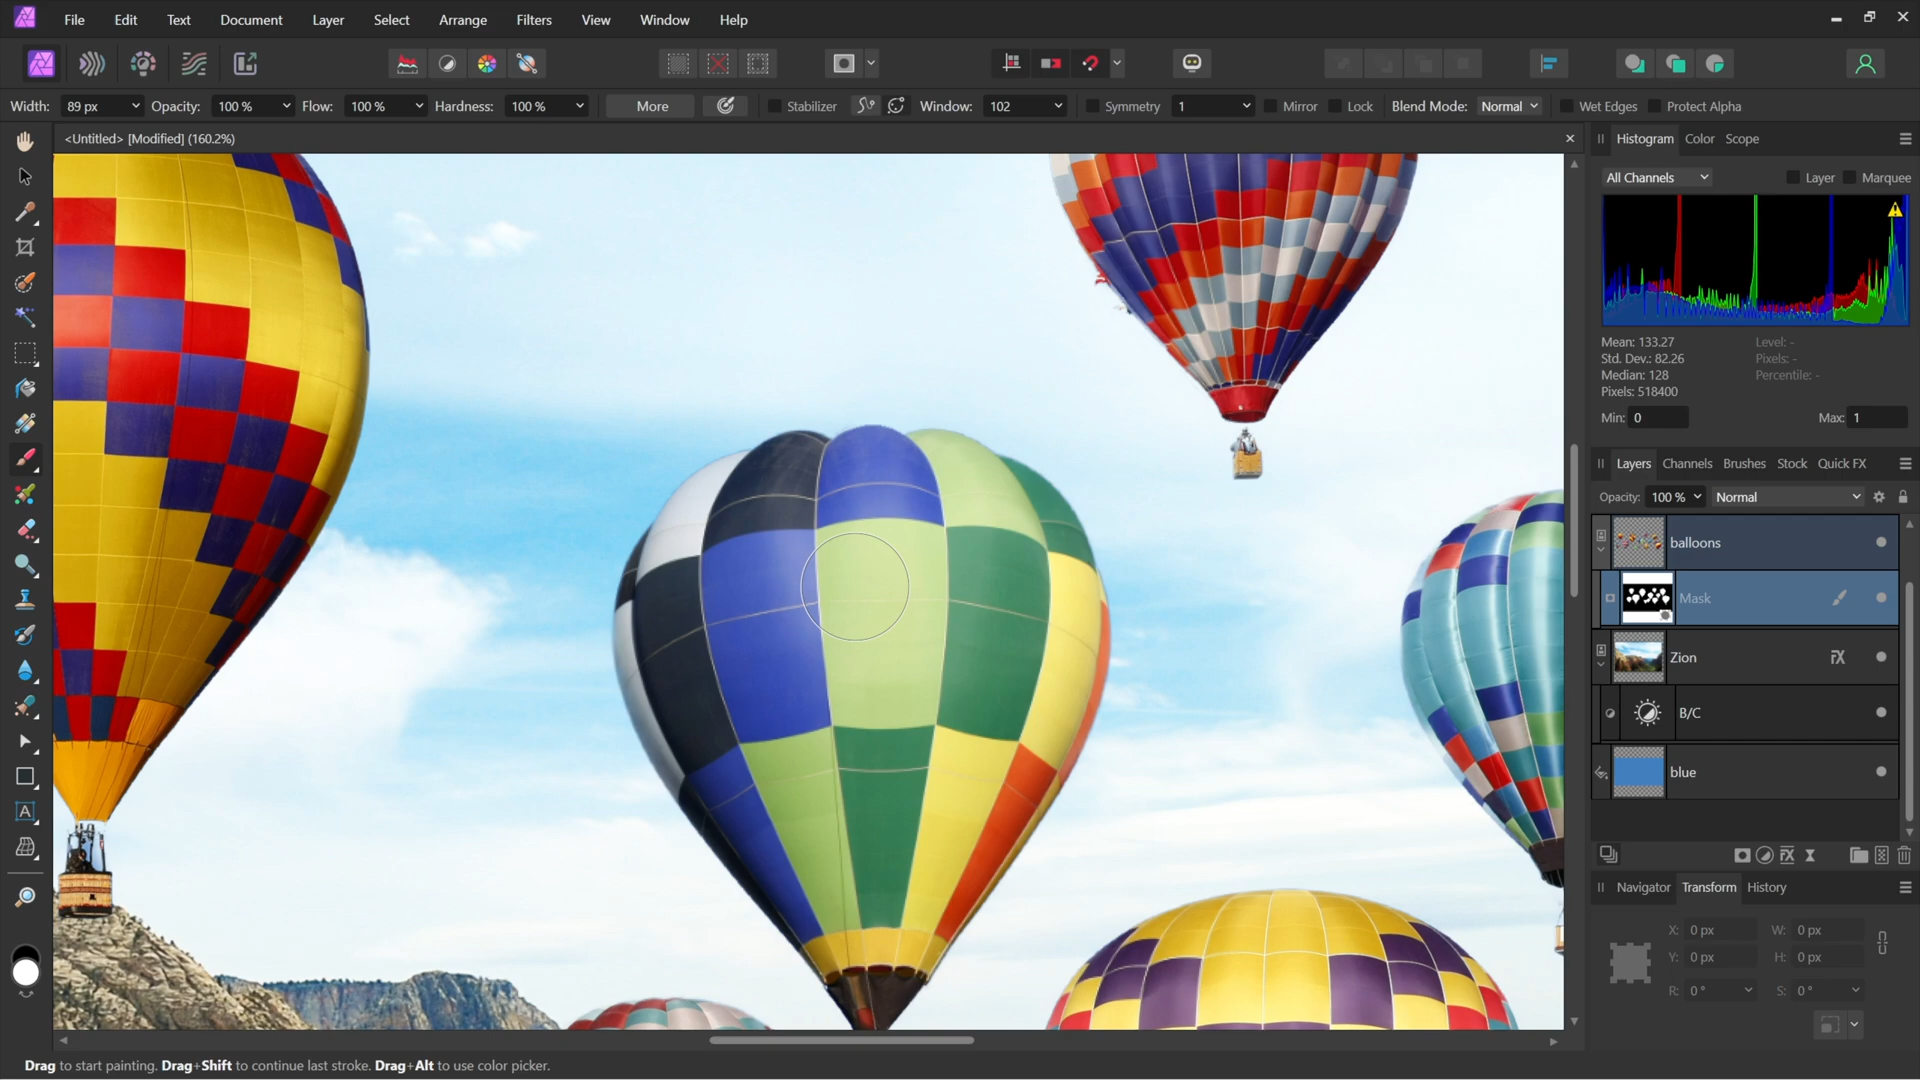 File Edit Text Document Layer Select Arrange Filters View Window Help
Width: 89 px Opacity: 100 % Flow: 100 % Hardness: 100 % More Stabilizer Window: 102 Symmetry 1 Mirror Lock Blend Mode: Normal Wet Edges Protect Alpha
<Untitled> [Modified] (160.2%)
Histogram Color Scope
All Channels Layer Marquee
Mean: 133.27 Level: -
Std. Dev.: 82.26 Pixels: -
Median: 128 Percentile: -
Pixels: 518400
Min: 0 Max: 1
Layers Channels Brushes Stock Quick FX
Opacity: 100 % Normal
balloons
Mask
Zion
B/C
blue
Navigator Transform History
X: 0 px W: 0 px
Y: 0 px H: 0 px
R: 0 ° S: 0 °
Drag to start painting. Drag+Shift to continue last stroke. Drag+Alt to use color picker.